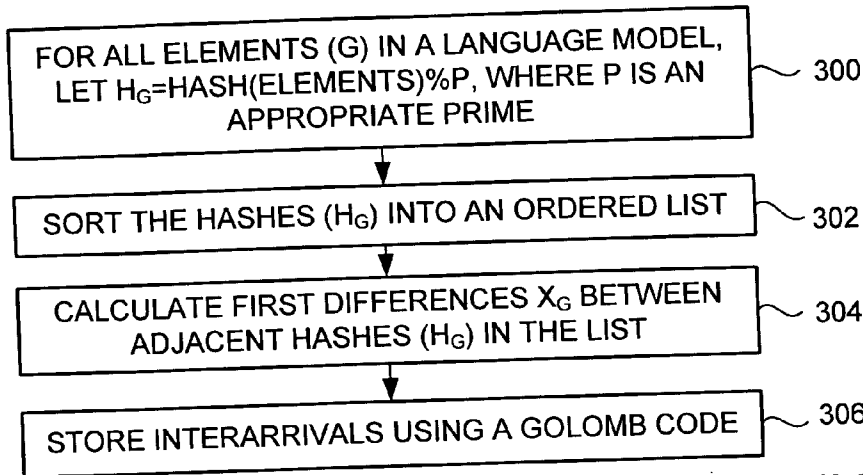 FOR ALL ELEMENTS (G) IN A LANGUAGE MODEL,
LET HG=HASH(ELEMENTS)%P, WHERE P IS AN
APPROPRIATE PRIME
300
SORT THE HASHES (HG) INTO AN ORDERED LIST
302
CALCULATE FIRST DIFFERENCES XG BETWEEN
ADJACENT HASHES (HG) IN THE LIST
304
STORE INTERARRIVALS USING A GOLOMB CODE
306